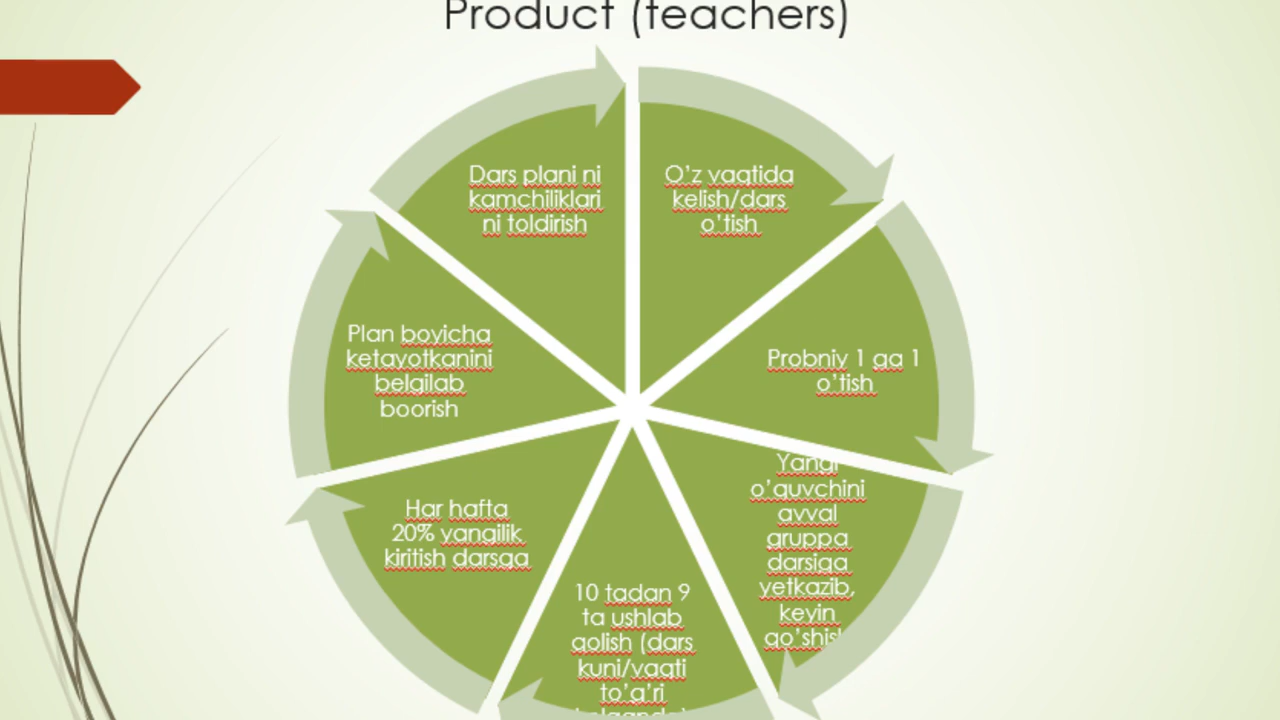 Product (teachers)
O'z vaqtida
kelish/dars
o'tish
Probniy 1 ga 1
o'tish
Yangi
o'quvchini
avval
gruppa
darsiga
yetkazib,
keyin
qo'shish
10 tadan 9
ta ushlab
qolish (dars
kuni/vaqti
to'g'ri
Har hafta
20% yangilik
kiritish darsga
Plan boyicha
ketayotkanini
belgilab
boorish
Dars plani ni
kamchiliklari
ni toldirish